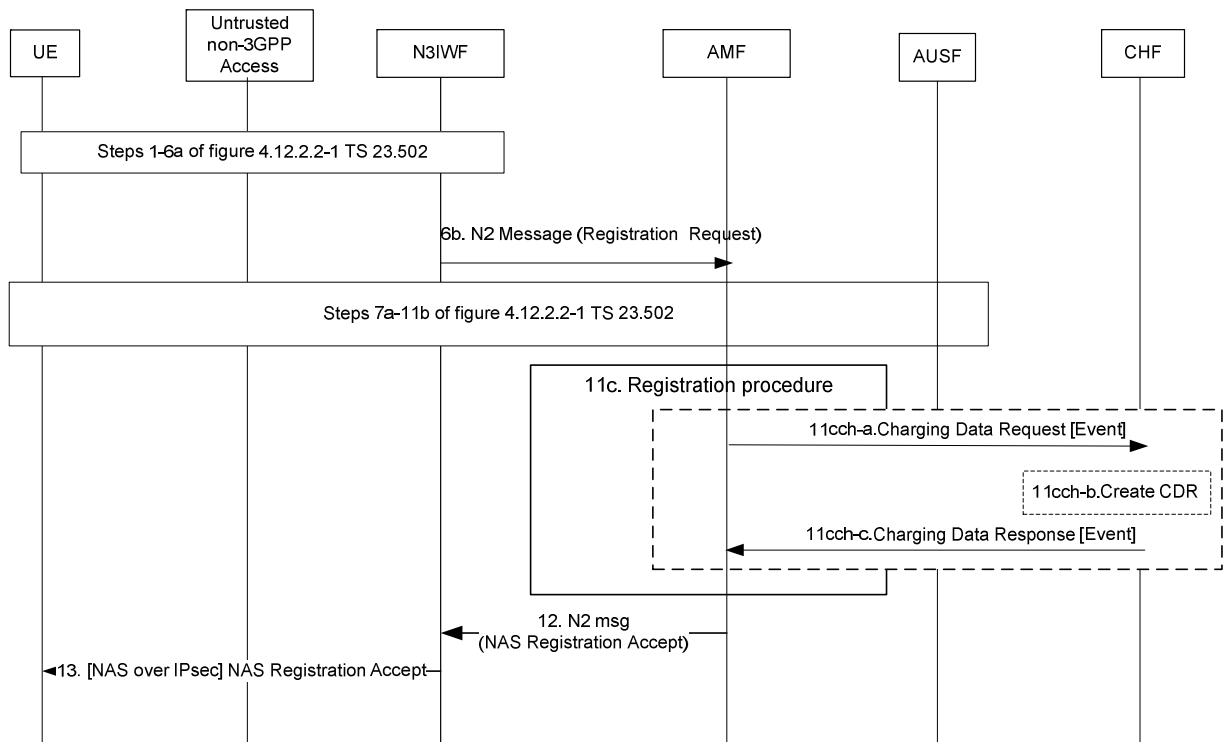 UE
Untrusted
non-3GPP
Access
N3IWF
AMF
AUSF
CHF
Steps 1-6a of figure 4.12.2.2-1 TS 23.502
6b. N2 Message (Registration Request)
Steps 7a-11b of figure 4.12.2.2-1 TS 23.502
11c. Registration procedure
11cch-a.Charging Data Request [Event]
11cch-b.Create CDR
11cch-c.Charging Data Response [Event]
12. N2 msg
(NAS Registration Accept)
13. [NAS over IPsec] NAS Registration Accept